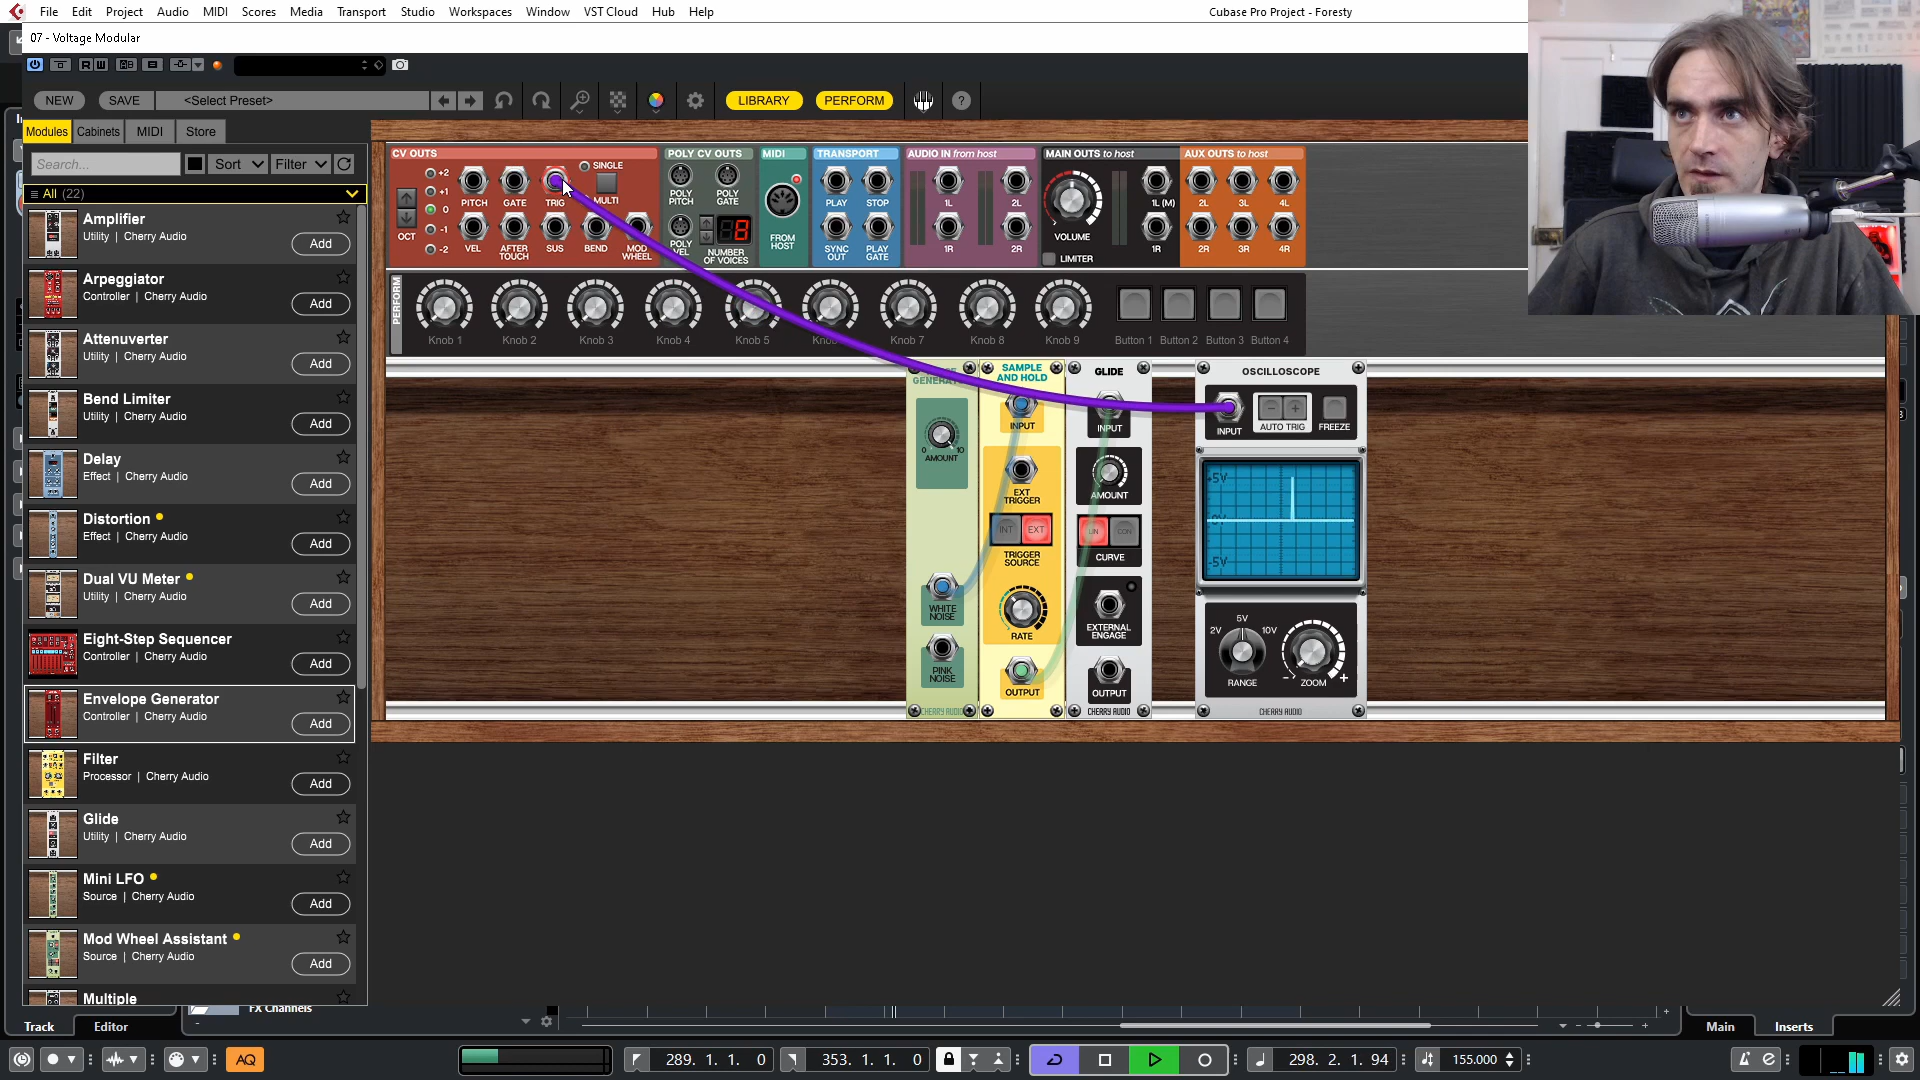 File Edit Project Audio MIDI Scores Media Transport Studio Workspaces Window VST Cloud Hub Help
Cubase Pro Project - Foresty
07 - Voltage Modular
R W
NEW SAVE <Select Preset> LIBRARY PERFORM ?
Modules Cabinets MIDI Store
Search... Sort Filter
All (22)
Amplifier
Utility | Cherry Audio
Add
Arpeggiator
Controller | Cherry Audio
Add
Attenuverter
Utility | Cherry Audio
Add
Bend Limiter
Utility | Cherry Audio
Add
Delay
Effect | Cherry Audio
Add
Distortion
Effect | Cherry Audio
Add
Dual VU Meter
Utility | Cherry Audio
Add
Eight-Step Sequencer
Controller | Cherry Audio
Add
Envelope Generator
Controller | Cherry Audio
Add
Filter
Processor | Cherry Audio
Add
Glide
Utility | Cherry Audio
Add
Mini LFO
Source | Cherry Audio
Add
Mod Wheel Assistant
Source | Cherry Audio
Add
Multiple
CV OUTS
+2
+1
0
-1
-2
OCT
PITCH GATE TRIG
SINGLE
MULTI
VEL AFTER TOUCH SUS BEND MOD WHEEL
POLY CV OUTS
POLY PITCH POLY GATE
POLY VEL 8 NUMBER OF VOICES
MIDI
FROM HOST
TRANSPORT
PLAY STOP
SYNC OUT PLAY GATE
AUDIO IN from host
1L 2L
1R 2R
MAIN OUTS to host
VOLUME 1L (M)
LIMITER 1R
AUX OUTS to host
2L 3L 4L
2R 3R 4R
PERFORM
Knob 1 Knob 2 Knob 3 Knob 4 Knob 5 Knob 7 Knob 8 Knob 9 Button 1 Button 2 Button 3 Button 4
0 10
AMOUNT
WHITE NOISE
PINK NOISE
CHERRY AUDIO
SAMPLE AND HOLD
INPUT
EXT TRIGGER
INT EXT
TRIGGER SOURCE
RATE
OUTPUT
GLIDE
INPUT
AMOUNT
LIN CON
CURVE
EXTERNAL ENGAGE
OUTPUT
CHERRY AUDIO
OSCILLOSCOPE
INPUT - + AUTO TRIG FREEZE
+5V
0V
-5V
2V 5V 10V
RANGE - ZOOM +
CHERRY AUDIO
FX Channels
Track Editor
Main Inserts
AQ
289. 1. 1. 0 353. 1. 1. 0 298. 2. 1. 94 155.000